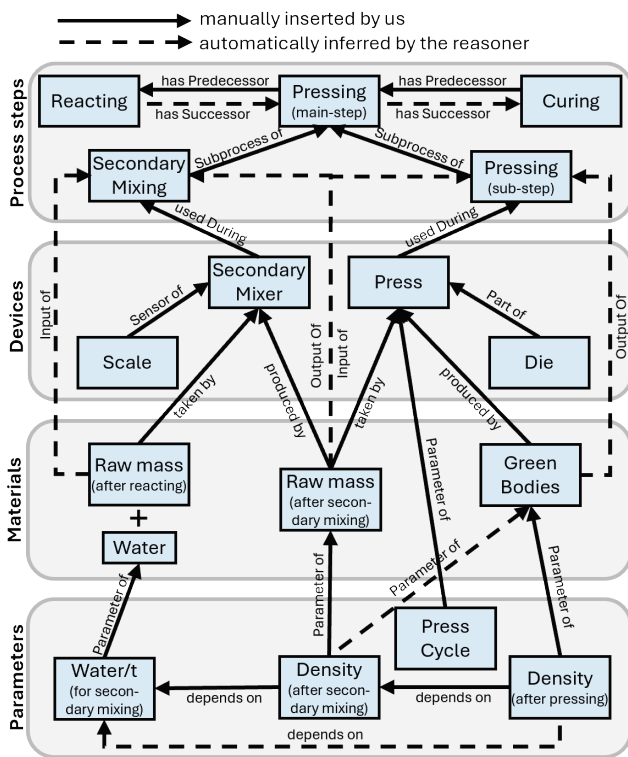 manually inserted by us
automatically inferred by the reasoner
Process steps
Reacting
has Predecessor
has Successor
Pressing
(main-step)
has Predecessor
has Successor
Curing
Subprocess of
Subprocess of
Secondary
Mixing
Pressing
(sub-step)
used During
used During
Devices
Input of
Secondary
Mixer
Press
Output Of
Sensor of
Part of
Output Of
Input of
Scale
Die
taken by
produced by
taken by
produced by
Materials
Raw mass
(after reacting)
+
Water
Raw mass
(after secon-
dary mixing)
Parameter of
Green
Bodies
Parameter of
Parameter of
Parameter of
Parameter of
Parameters
Press
Cycle
Water/t
(for secon-
dary mixing)
depends on
Density
(after secon-
dary mixing)
depends on
Density
(after pressing)
depends on